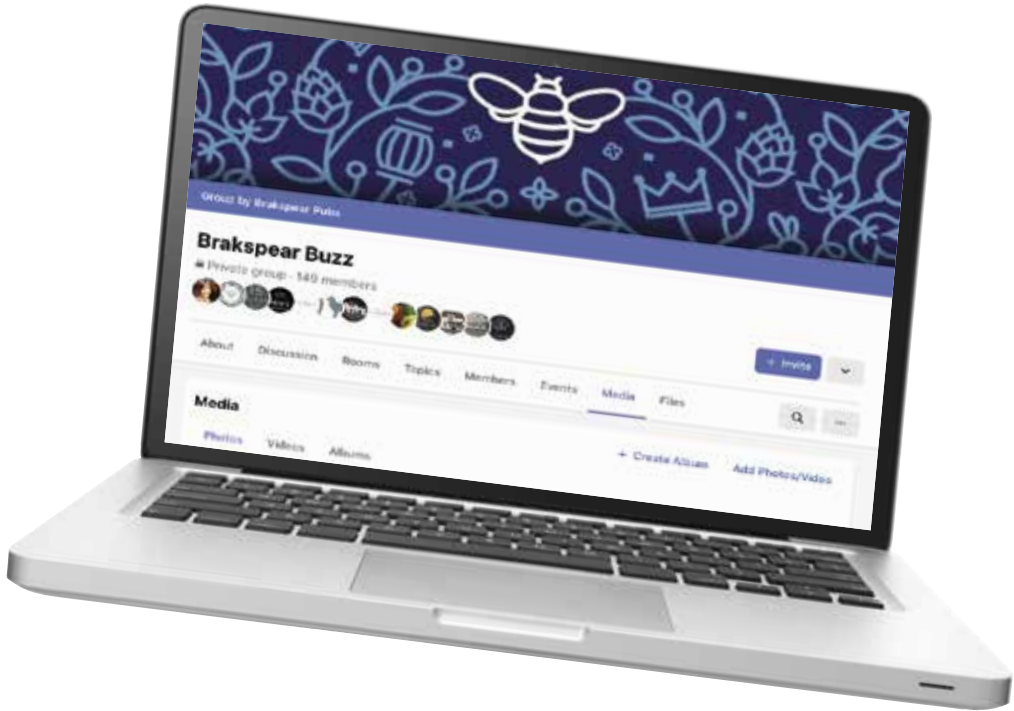 Group by Brakspear Pubs
Brakspear Buzz
Private group · 149 members
+ Invite
About Discussion Rooms Topics Members Events Media Files
Media
Photos Videos Albums
+ Create Album Add Photos/Video